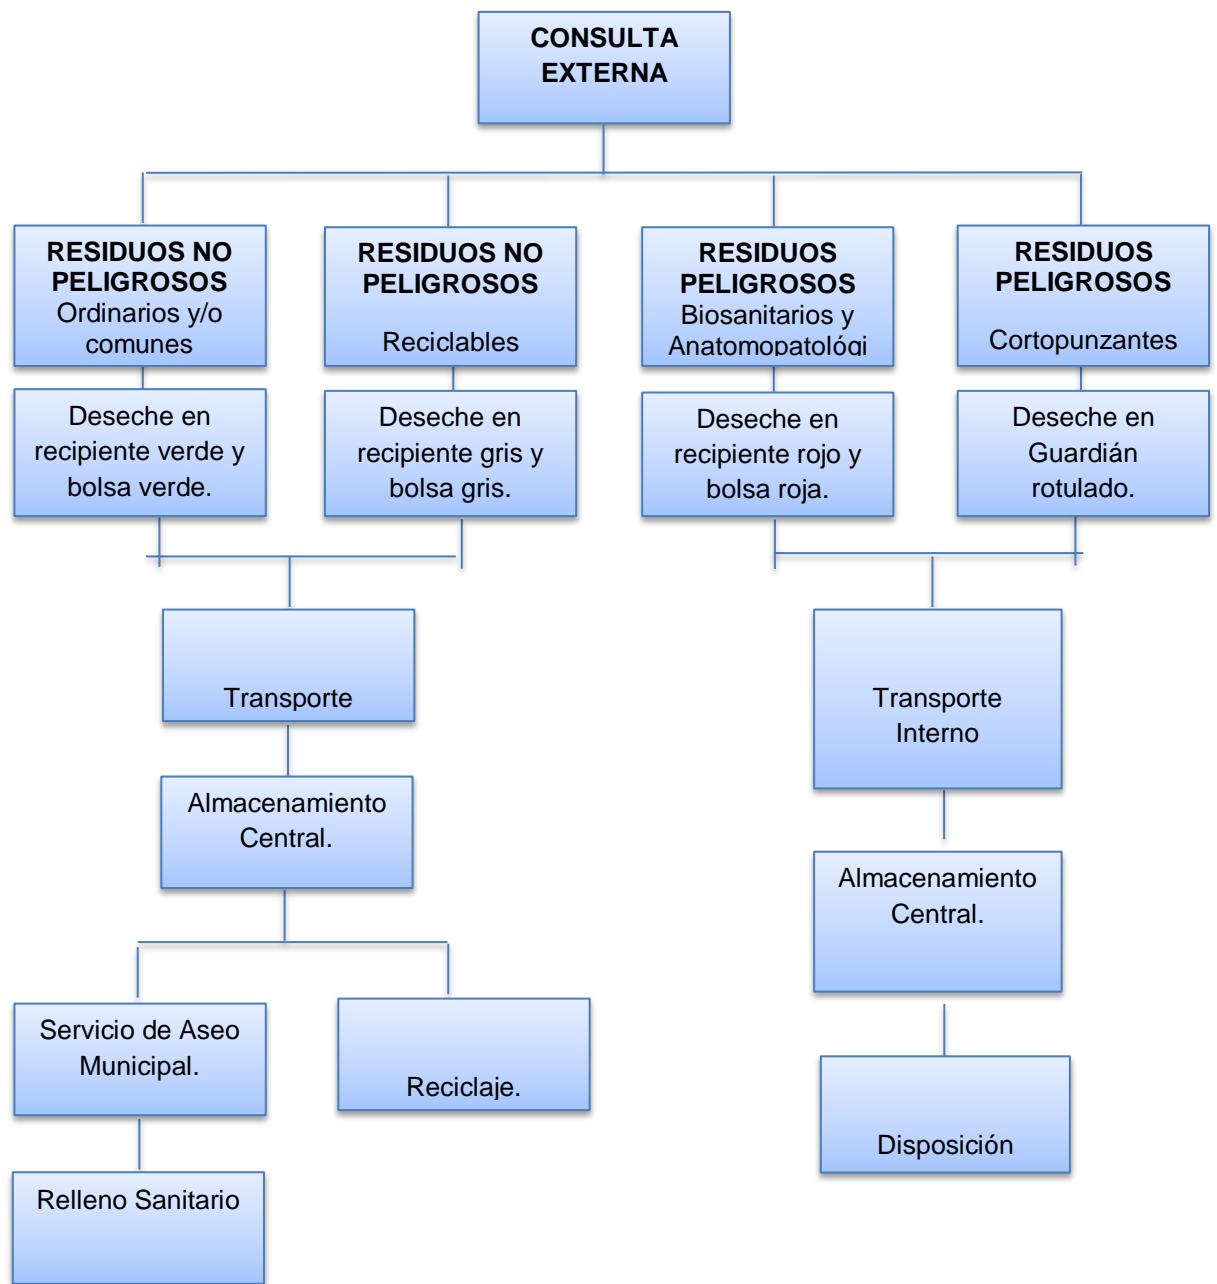 CONSULTA
EXTERNA
RESIDUOS NO
PELIGROSOS
Ordinarios y/o
comunes
RESIDUOS NO
PELIGROSOS
Reciclables
RESIDUOS
PELIGROSOS
Biosanitarios y
Anatomopatológi
RESIDUOS
PELIGROSOS
Cortopunzantes
Deseche en
recipiente verde y
bolsa verde.
Deseche en
recipiente gris y
bolsa gris.
Deseche en
recipiente rojo y
bolsa roja.
Deseche en
Guardián
rotulado.
Transporte
Transporte
Interno
Almacenamiento
Central.
Almacenamiento
Central.
Servicio de Aseo
Municipal.
Reciclaje.
Disposición
Relleno Sanitario